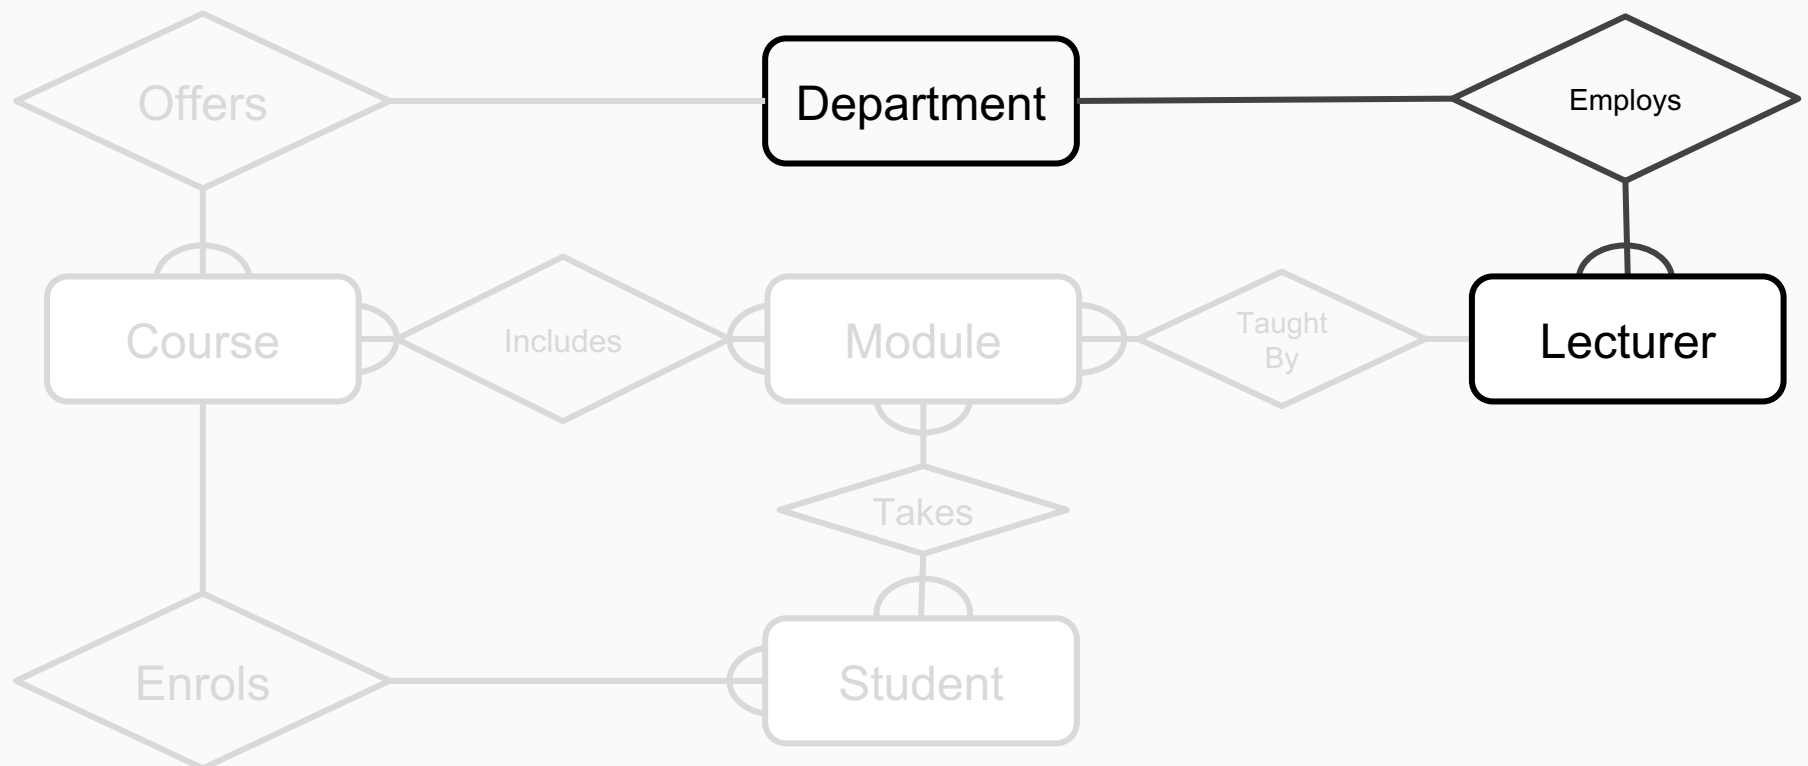 Offers
Department
Employs
Course
Includes
Module
Taught
By
Lecturer
Takes
Enrols
Student